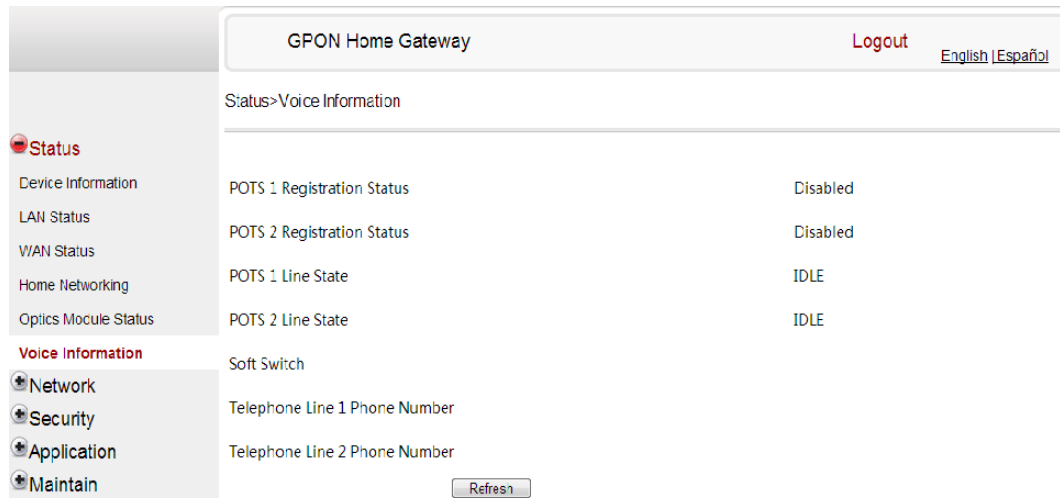 GPON Home Gateway
Logout
English | Español
Status>Voice Information
Status
Device Information
LAN Status
WAN Status
Home Networking
Optics Module Status
Voice Information
Network
Security
Application
Maintain
POTS 1 Registration Status Disabled
POTS 2 Registration Status Disabled
POTS 1 Line State IDLE
POTS 2 Line State IDLE
Soft Switch
Telephone Line 1 Phone Number
Telephone Line 2 Phone Number
Refresh